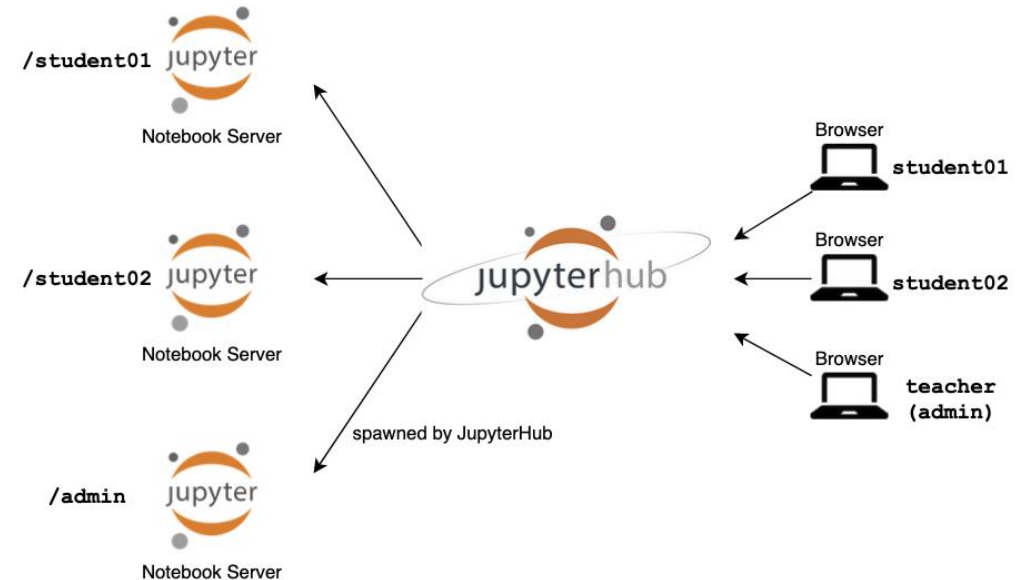 /student01
jupyter
Notebook Server
Browser
student01
/student02
jupyter
Notebook Server
jupyterhub
Browser
student02
Browser
teacher
(admin)
spawned by JupyterHub
/admin
jupyter
Notebook Server